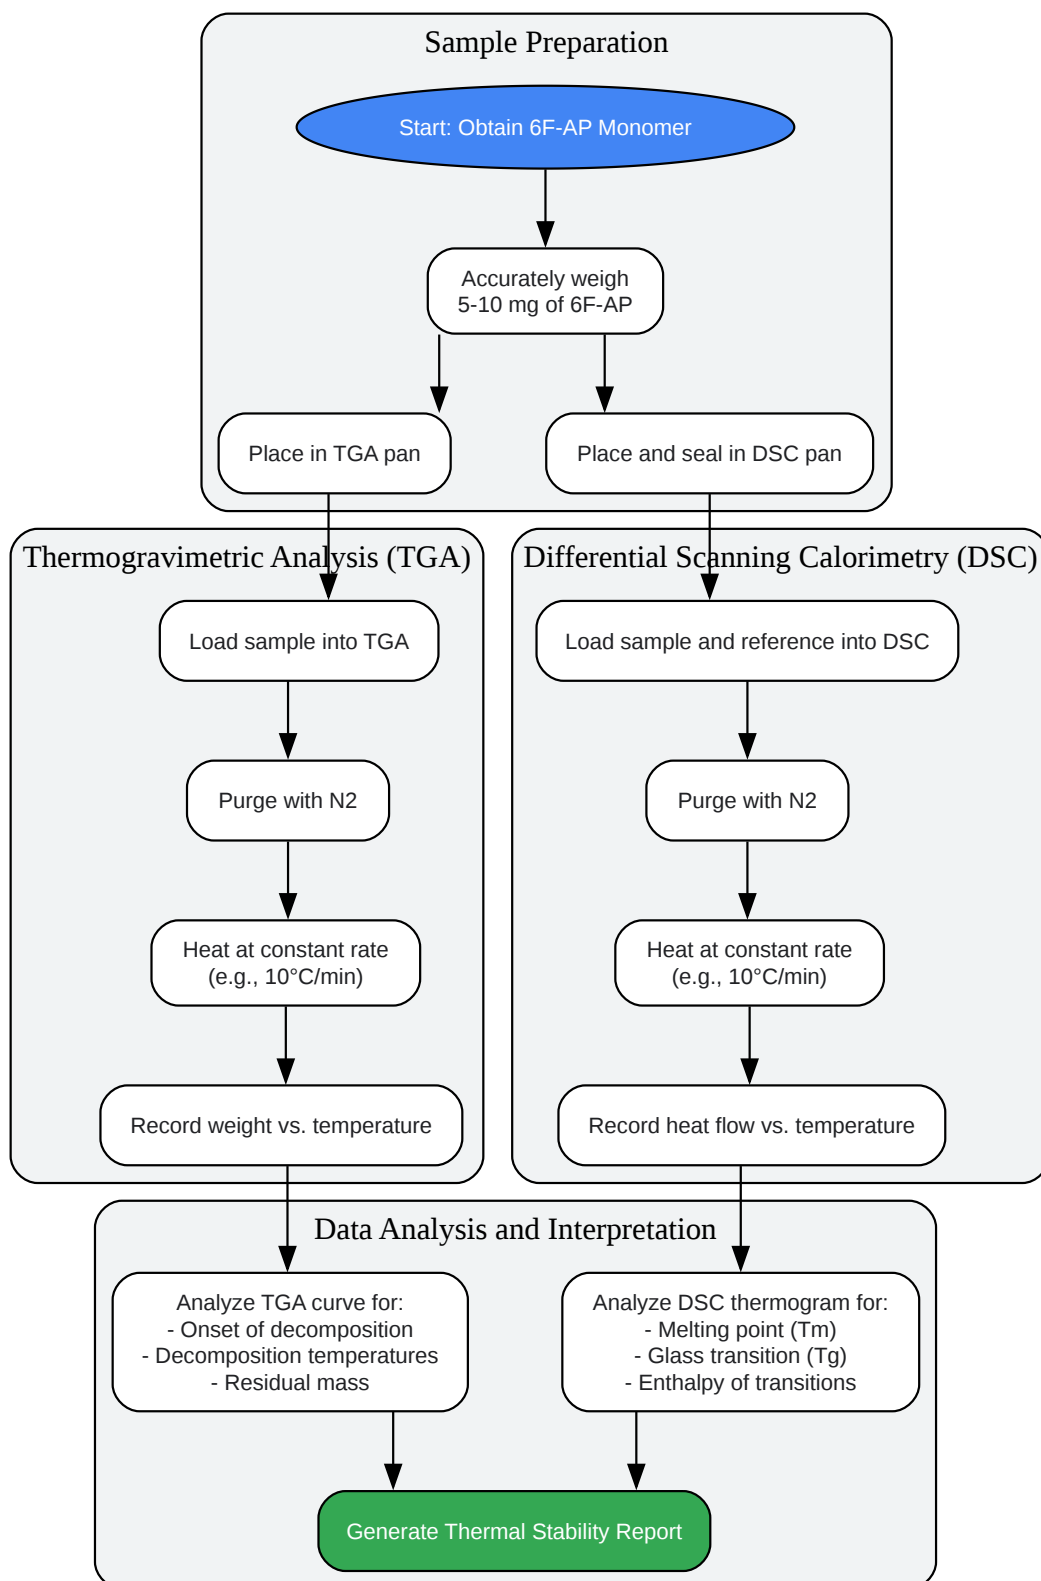 Sample Preparation
Start: Obtain 6F-AP Monomer
Accurately weigh
5-10 mg of 6F-AP
Place in TGA pan
Place and seal in DSC pan
Thermogravimetric Analysis (TGA)
Load sample into TGA
Purge with N2
Heat at constant rate
(e.g., 10°C/min)
Record weight vs. temperature
Differential Scanning Calorimetry (DSC)
Load sample and reference into DSC
Purge with N2
Heat at constant rate
(e.g., 10°C/min)
Record heat flow vs. temperature
Data Analysis and Interpretation
Analyze TGA curve for:
- Onset of decomposition
- Decomposition temperatures
- Residual mass
Analyze DSC thermogram for:
- Melting point (Tm)
- Glass transition (Tg)
- Enthalpy of transitions
Generate Thermal Stability Report